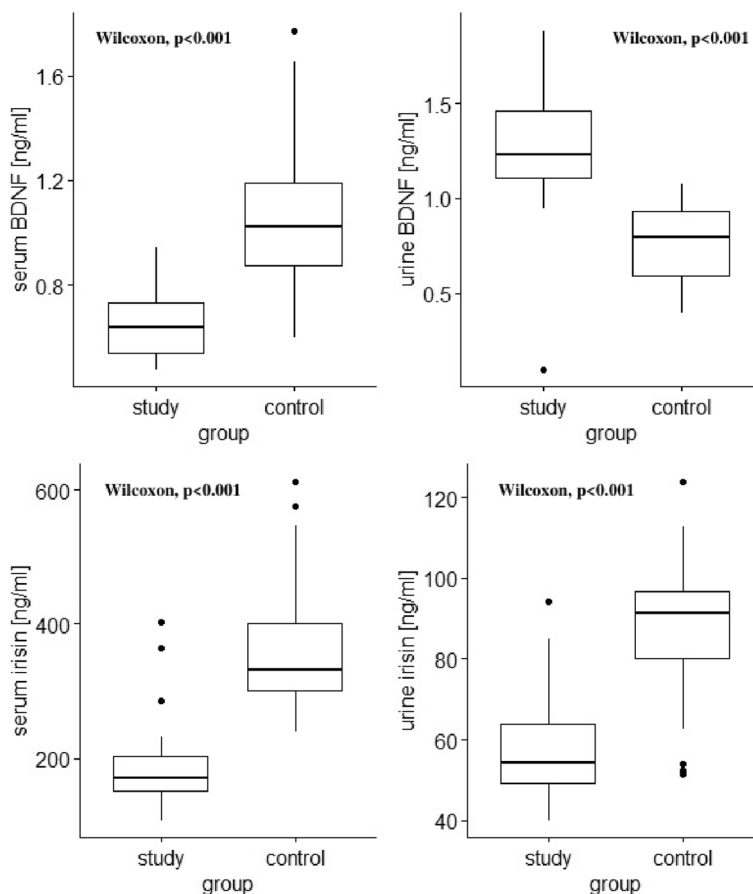 Wilcoxon, p<0.001
1.6
1.2
0.8
serum BDNF [ng/ml]
study
control
group
Wilcoxon, p<0.001
1.5
1.0
0.5
urine BDNF [ng/ml]
study
control
group
Wilcoxon, p<0.001
600
400
200
serum irisin [ng/ml]
study
control
group
Wilcoxon, p<0.001
120
100
80
60
40
urine irisin [ng/ml]
study
control
group